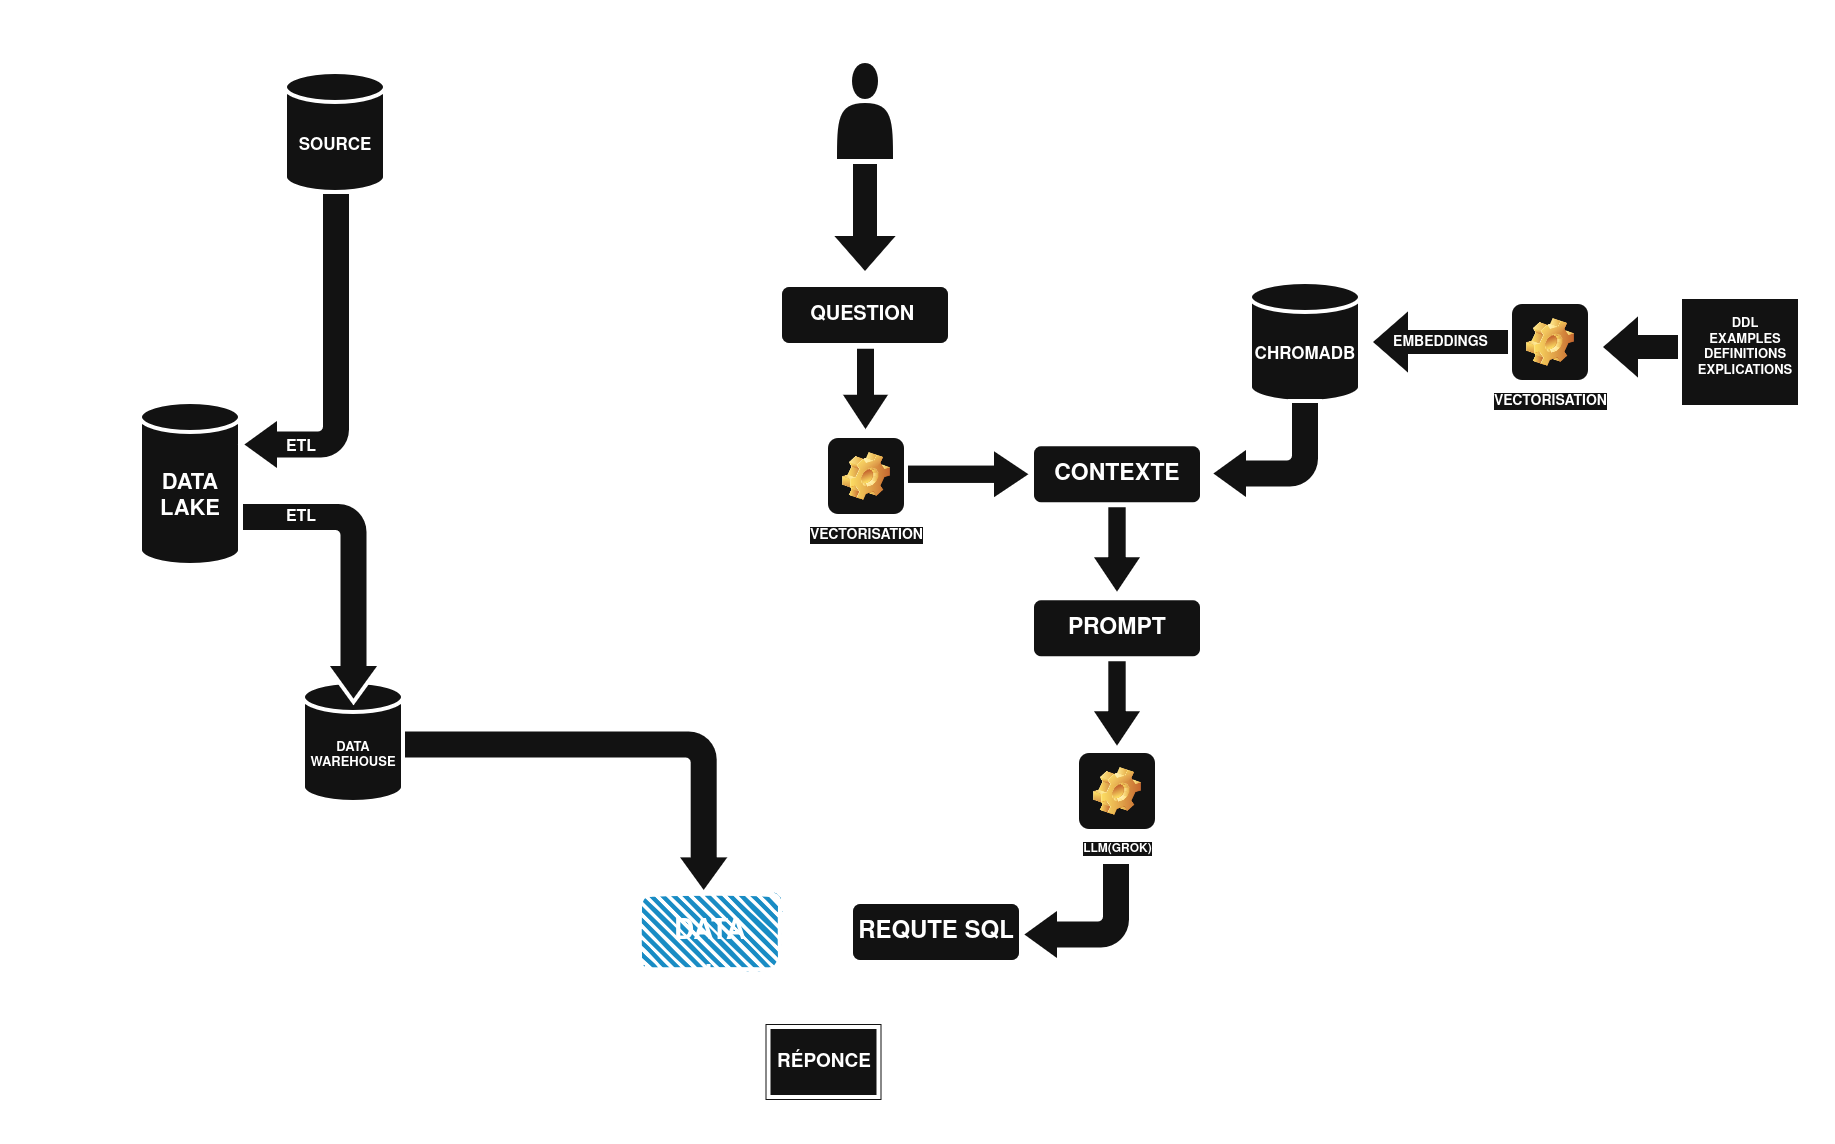 SOURCE
QUESTION
DDL
EXAMPLES
DEFINITIONS
EXPLICATIONS
EMBEDDINGS
CHROMADB
VECTORISATION
ETL
DATA
LAKE
CONTEXTE
ETL
VECTORISATION
PROMPT
DATA
WAREHOUSE
LLM(GROK)
DATA
REQUTE SQL
RÉPONCE